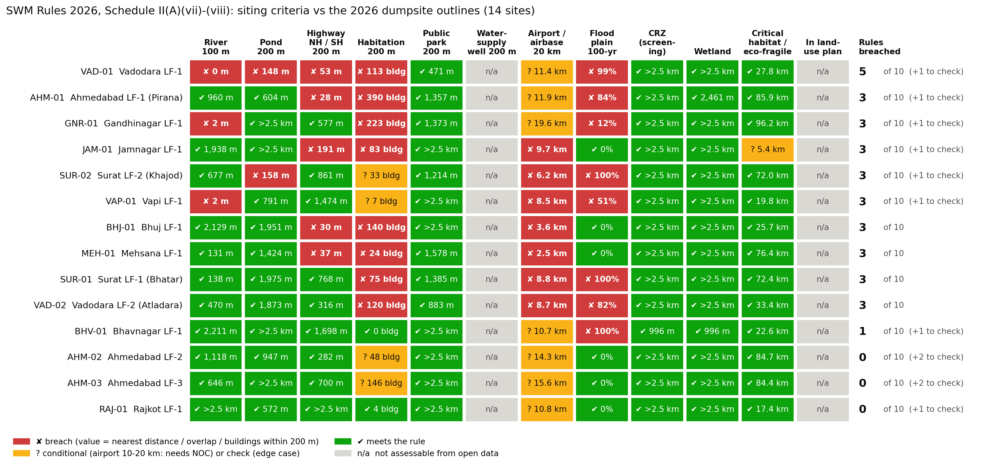 SWM Rules 2026, Schedule II(A)(vii)-(viii): siting criteria vs the 2026 dumpsite outlines (14 sites)
River 100 m
Pond 200 m
Highway NH / SH 200 m
Habitation 200 m
Public park 200 m
Water-supply well 200 m
Airport / airbase 20 km
Flood plain 100-yr
CRZ (screen-ing)
Wetland
Critical habitat / eco-fragile
In land-use plan
Rules breached
VAD-01 Vadodara LF-1 ✘ 0 m ✘ 148 m ✘ 53 m ✘ 113 bldg ✔ 471 m n/a ? 11.4 km ✘ 99% ✔ >2.5 km ✔ >2.5 km ✔ 27.8 km n/a 5 of 10 (+1 to check)
AHM-01 Ahmedabad LF-1 (Pirana) ✔ 960 m ✔ 604 m ✘ 28 m ✘ 390 bldg ✔ 1,357 m n/a ? 11.9 km ✘ 84% ✔ >2.5 km ✔ 2,461 m ✔ 85.9 km n/a 3 of 10 (+1 to check)
GNR-01 Gandhinagar LF-1 ✘ 2 m ✔ >2.5 km ✔ 577 m ✘ 223 bldg ✔ 1,373 m n/a ? 19.6 km ✘ 12% ✔ >2.5 km ✔ >2.5 km ✔ 96.2 km n/a 3 of 10 (+1 to check)
JAM-01 Jamnagar LF-1 ✔ 1,938 m ✔ >2.5 km ✘ 191 m ✘ 83 bldg ✔ >2.5 km n/a ✘ 9.7 km ✔ 0% ✔ >2.5 km ✔ >2.5 km ? 5.4 km n/a 3 of 10 (+1 to check)
SUR-02 Surat LF-2 (Khajod) ✔ 677 m ✘ 158 m ✔ 861 m ? 33 bldg ✔ 1,214 m n/a ✘ 6.2 km ✘ 100% ✔ >2.5 km ✔ >2.5 km ✔ 72.0 km n/a 3 of 10 (+1 to check)
VAP-01 Vapi LF-1 ✘ 2 m ✔ 791 m ✔ 1,474 m ? 7 bldg ✔ >2.5 km n/a ✘ 8.5 km ✘ 51% ✔ >2.5 km ✔ >2.5 km ✔ 19.8 km n/a 3 of 10 (+1 to check)
BHJ-01 Bhuj LF-1 ✔ 2,129 m ✔ 1,951 m ✘ 30 m ✘ 140 bldg ✔ >2.5 km n/a ✘ 3.6 km ✔ 0% ✔ >2.5 km ✔ >2.5 km ✔ 25.7 km n/a 3 of 10
MEH-01 Mehsana LF-1 ✔ 131 m ✔ 1,424 m ✘ 37 m ✘ 24 bldg ✔ 1,578 m n/a ✘ 2.5 km ✔ 0% ✔ >2.5 km ✔ >2.5 km ✔ 76.4 km n/a 3 of 10
SUR-01 Surat LF-1 (Bhatar) ✔ 138 m ✔ 1,975 m ✔ 768 m ✘ 75 bldg ✔ 1,385 m n/a ✘ 8.8 km ✘ 100% ✔ >2.5 km ✔ >2.5 km ✔ 72.4 km n/a 3 of 10
VAD-02 Vadodara LF-2 (Atladara) ✔ 470 m ✔ 1,873 m ✔ 316 m ✘ 120 bldg ✔ 883 m n/a ✘ 8.7 km ✘ 82% ✔ >2.5 km ✔ >2.5 km ✔ 33.4 km n/a 3 of 10
BHV-01 Bhavnagar LF-1 ✔ 2,211 m ✔ >2.5 km ✔ 1,698 m ✔ 0 bldg ✔ >2.5 km n/a ? 10.7 km ✘ 100% ✔ 996 m ✔ 996 m ✔ 22.6 km n/a 1 of 10 (+1 to check)
AHM-02 Ahmedabad LF-2 ✔ 1,118 m ✔ 947 m ✔ 282 m ? 48 bldg ✔ >2.5 km n/a ? 14.3 km ✔ 0% ✔ >2.5 km ✔ >2.5 km ✔ 84.7 km n/a 0 of 10 (+2 to check)
AHM-03 Ahmedabad LF-3 ✔ 646 m ✔ >2.5 km ✔ 700 m ? 146 bldg ✔ >2.5 km n/a ? 15.6 km ✔ 0% ✔ >2.5 km ✔ >2.5 km ✔ 84.4 km n/a 0 of 10 (+2 to check)
RAJ-01 Rajkot LF-1 ✔ >2.5 km ✔ 572 m ✔ >2.5 km ✔ 4 bldg ✔ >2.5 km n/a ? 10.8 km ✔ 0% ✔ >2.5 km ✔ >2.5 km ✔ 17.4 km n/a 0 of 10 (+1 to check)
✘ breach (value = nearest distance / overlap / buildings within 200 m)
✔ meets the rule
? conditional (airport 10-20 km: needs NOC) or check (edge case)
n/a not assessable from open data